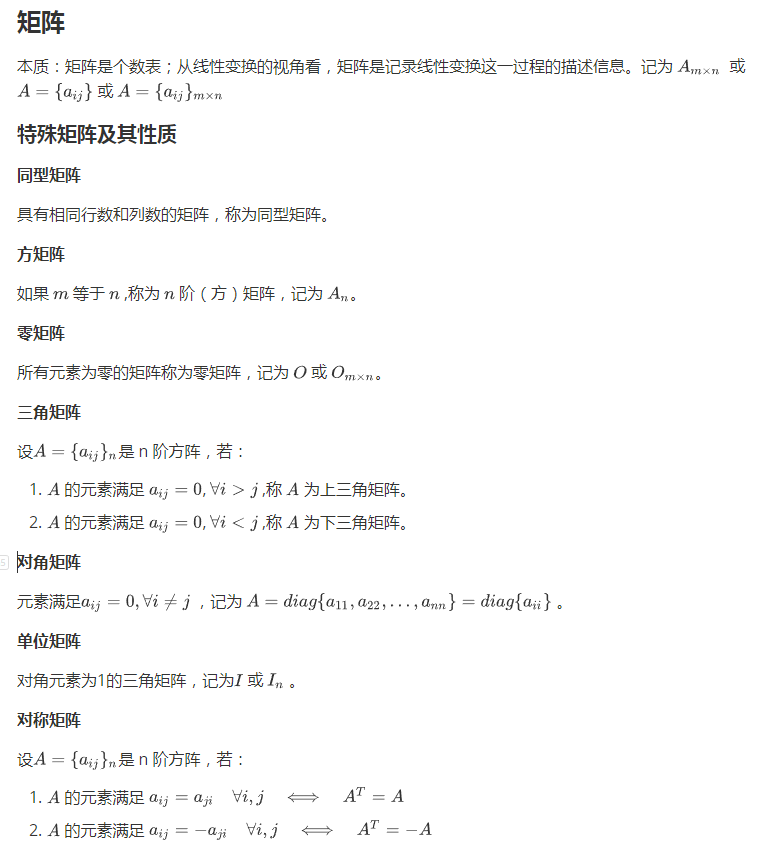 矩阵
本质：矩阵是个数表；从线性变换的视角看，矩阵是记录线性变换这一过程的描述信息。记为 $A_{m\times n}$ 或
$A = \{a_{ij}\}$ 或 $A = \{a_{ij}\}_{m\times n}$
特殊矩阵及其性质
同型矩阵
具有相同行数和列数的矩阵，称为同型矩阵。
方矩阵
如果 $m$ 等于 $n$ ,称为 $n$ 阶（方）矩阵，记为 $A_n$。
零矩阵
所有元素为零的矩阵称为零矩阵，记为 $O$ 或 $O_{m\times n}$。
三角矩阵
设$A = \{a_{ij}\}_n$是 n 阶方阵，若：
1. $A$ 的元素满足 $a_{ij} = 0, \forall i > j$ ,称 $A$ 为上三角矩阵。
2. $A$ 的元素满足 $a_{ij} = 0, \forall i < j$ ,称 $A$ 为下三角矩阵。
对角矩阵
元素满足$a_{ij} = 0, \forall i \neq j$ ，记为 $A = diag\{a_{11}, a_{22}, \ldots, a_{nn}\} = diag\{a_{ii}\}$ 。
单位矩阵
对角元素为1的三角矩阵，记为$I$ 或 $I_n$ 。
对称矩阵
设$A = \{a_{ij}\}_n$是 n 阶方阵，若：
1. $A$ 的元素满足 $a_{ij} = a_{ji} \quad \forall i, j \quad \Longleftrightarrow \quad A^T = A$
2. $A$ 的元素满足 $a_{ij} = -a_{ji} \quad \forall i, j \quad \Longleftrightarrow \quad A^T = -A$